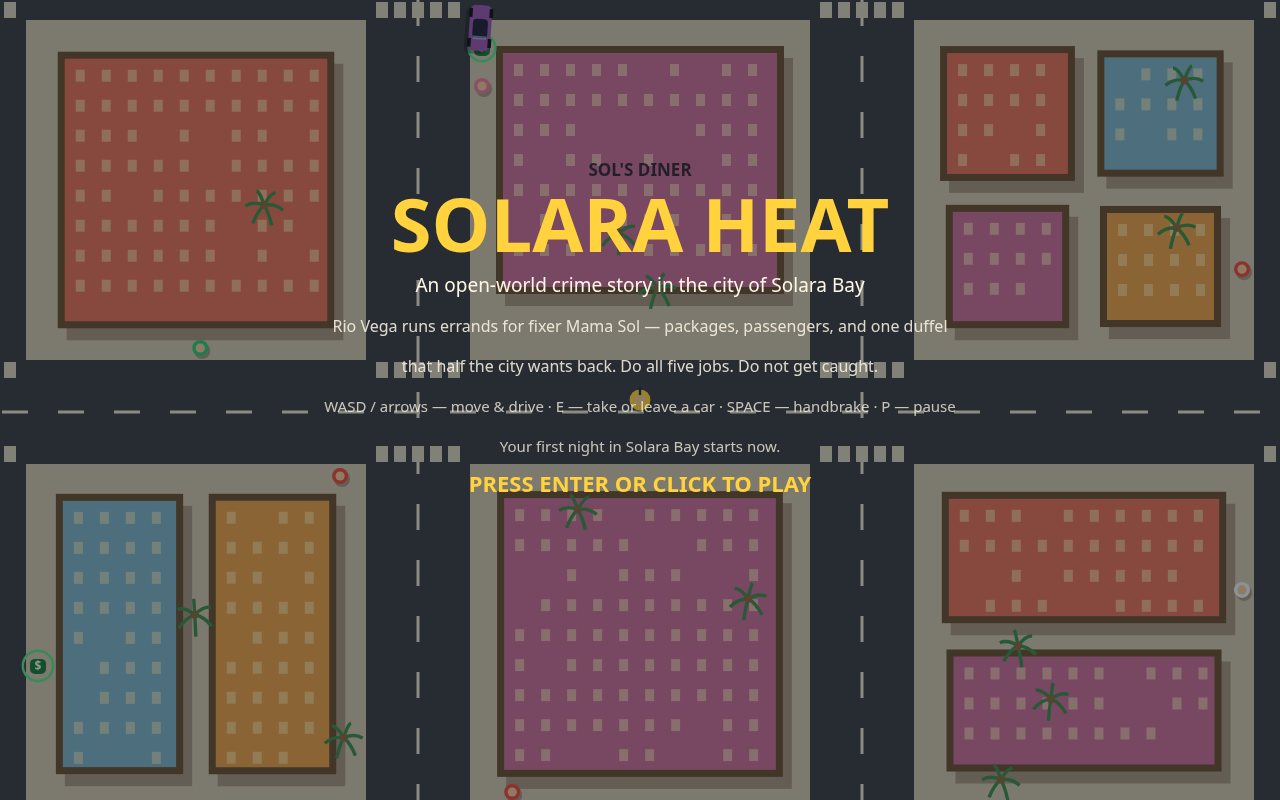 SOL'S DINER
SOLARA HEAT
An open-world crime story in the city of Solara Bay
Rio Vega runs errands for fixer Mama Sol — packages, passengers, and one duffel
that half the city wants back. Do all five jobs. Do not get caught.
WASD / arrows — move & drive · E — take or leave a car · SPACE — handbrake · P — pause
Your first night in Solara Bay starts now.
PRESS ENTER OR CLICK TO PLAY
$